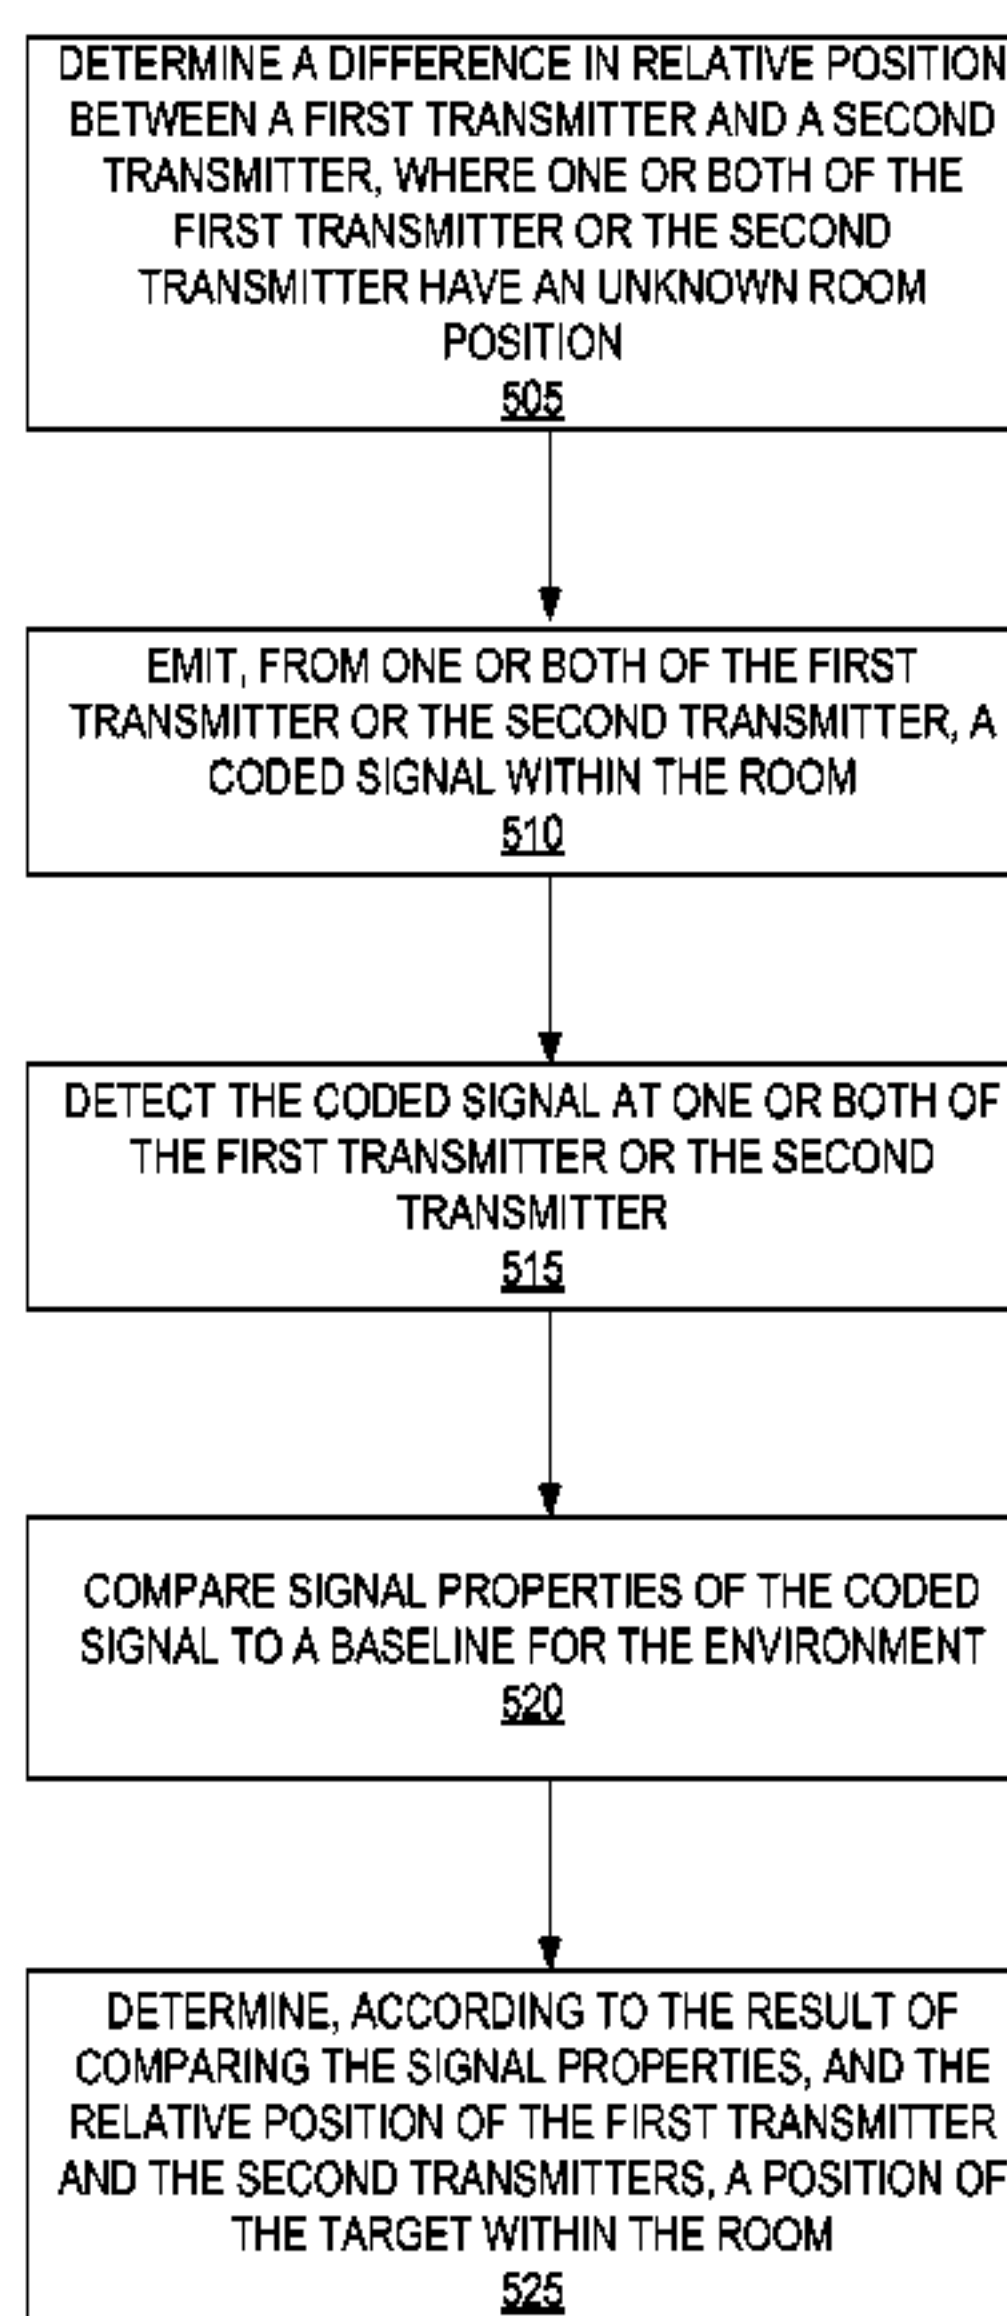 DETERMINE A DIFFERENCE IN RELATIVE POSITION
BETWEEN A FIRST TRANSMITTER AND A SECOND
TRANSMITTER, WHERE ONE OR BOTH OF THE
FIRST TRANSMITTER OR THE SECOND
TRANSMITTER HAVE AN UNKNOWN ROOM
POSITION
505
EMIT, FROM ONE OR BOTH OF THE FIRST
TRANSMITTER OR THE SECOND TRANSMITTER, A
CODED SIGNAL WITHIN THE ROOM
510
DETECT THE CODED SIGNAL AT ONE OR BOTH OF
THE FIRST TRANSMITTER OR THE SECOND
TRANSMITTER
515
COMPARE SIGNAL PROPERTIES OF THE CODED
SIGNAL TO A BASELINE FOR THE ENVIRONMENT
520
DETERMINE, ACCORDING TO THE RESULT OF
COMPARING THE SIGNAL PROPERTIES, AND THE
RELATIVE POSITION OF THE FIRST TRANSMITTER
AND THE SECOND TRANSMITTERS, A POSITION OF
THE TARGET WITHIN THE ROOM
525